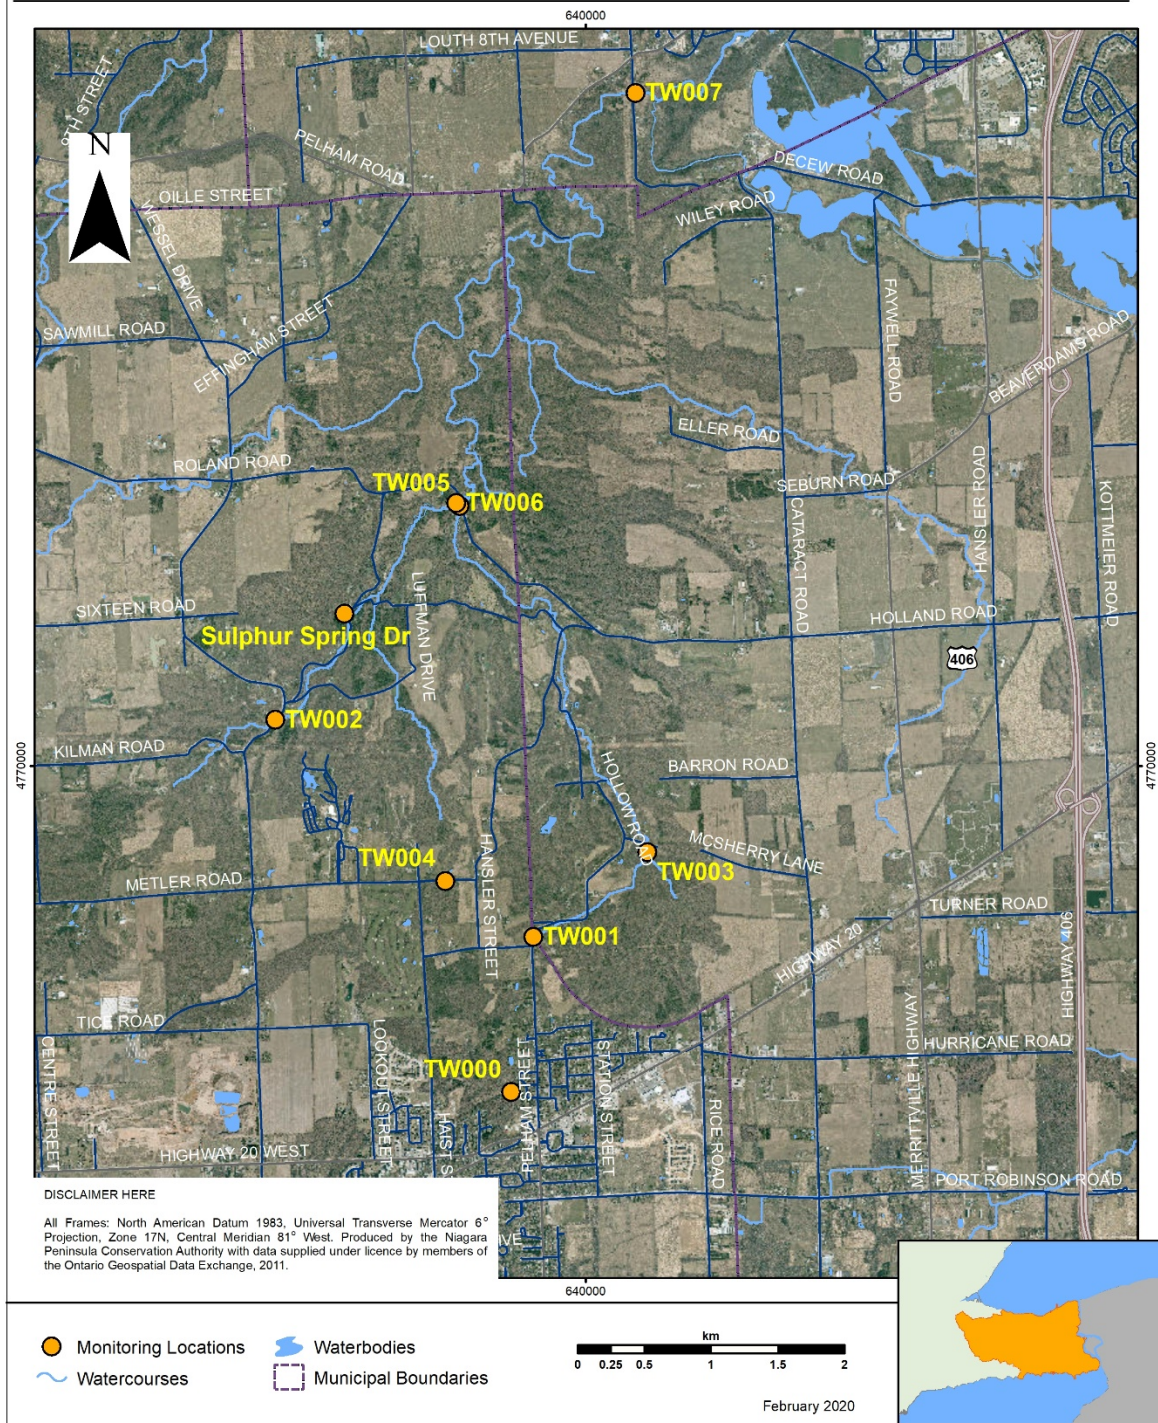 640000
LOUTH 8TH AVENUE
TW007
9TH STREET
N
PELHAM ROAD
DECEW ROAD
OILLE STREET
WILEY ROAD
WESSEL DRIVE
FAYWELL ROAD
SAWMILL ROAD
EFFINGHAM STREET
BEAVERDAMS ROAD
ELLER ROAD
ROLAND ROAD
TW005
TW006
SEBURN ROAD
CATARACT ROAD
HANSLER ROAD
KOTTMEIER ROAD
SIXTEEN ROAD
LUFFMAN DRIVE
HOLLAND ROAD
Sulphur Spring Dr
406
TW002
KILMAN ROAD
4770000
4770000
BARRON ROAD
HOLLOW ROAD
MCSHERRY LANE
TW004
TW003
METLER ROAD
HANSLER STREET
TURNER ROAD
TW001
HIGHWAY 20
HIGHWAY 406
TICE ROAD
CENTRE STREET
LOOKOUT STREET
TW000
PELHAM STREET
STATION STREET
HURRICANE ROAD
MERRITTVILLE HIGHWAY
HAIST S
RICE ROAD
HIGHWAY 20 WEST
PORT ROBINSON ROAD
DISCLAIMER HERE
All Frames: North American Datum 1983, Universal Transverse Mercator 6°
Projection, Zone 17N, Central Meridian 81° West. Produced by the Niagara
Peninsula Conservation Authority with data supplied under licence by members of
the Ontario Geospatial Data Exchange, 2011.
IVE
640000
Monitoring Locations
Waterbodies
Watercourses
Municipal Boundaries
km
0 0.25 0.5 1 1.5 2
February 2020